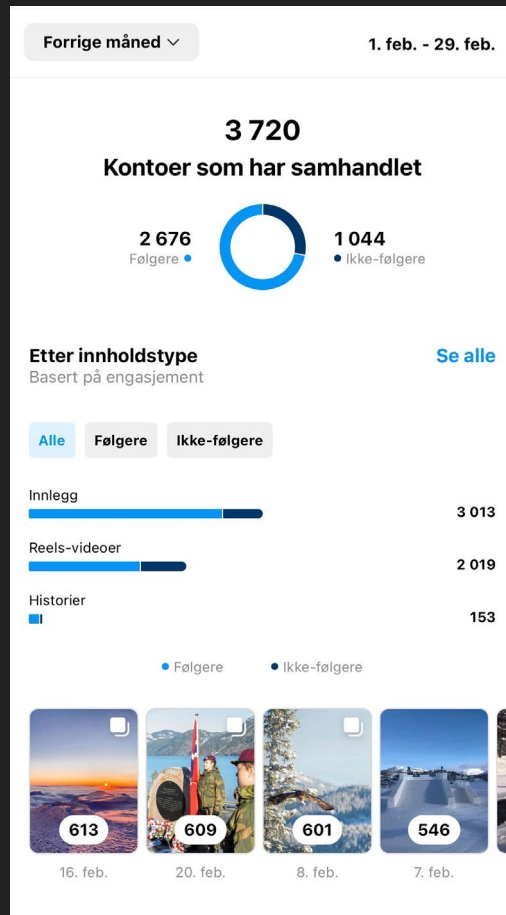 Forrige måned
1. feb. - 29. feb.
3 720
Kontoer som har samhandlet
2 676
Følgere
1 044
Ikke-følgere
Etter innholdstype
Se alle
Basert på engasjement
Alle
Følgere
Ikke-følgere
Innlegg
3 013
Reels-videoer
2 019
Historier
153
Følgere
Ikke-følgere
613
609
601
546
16. feb.
20. feb.
8. feb.
7. feb.